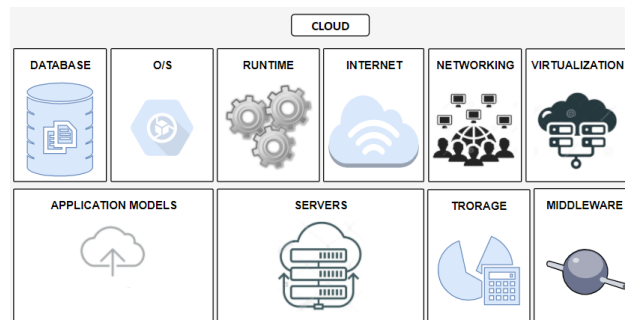 CLOUD
DATABASE
O/S
RUNTIME
INTERNET
NETWORKING
VIRTUALIZATION
APPLICATION MODELS
SERVERS
TRORAGE
MIDDLEWARE